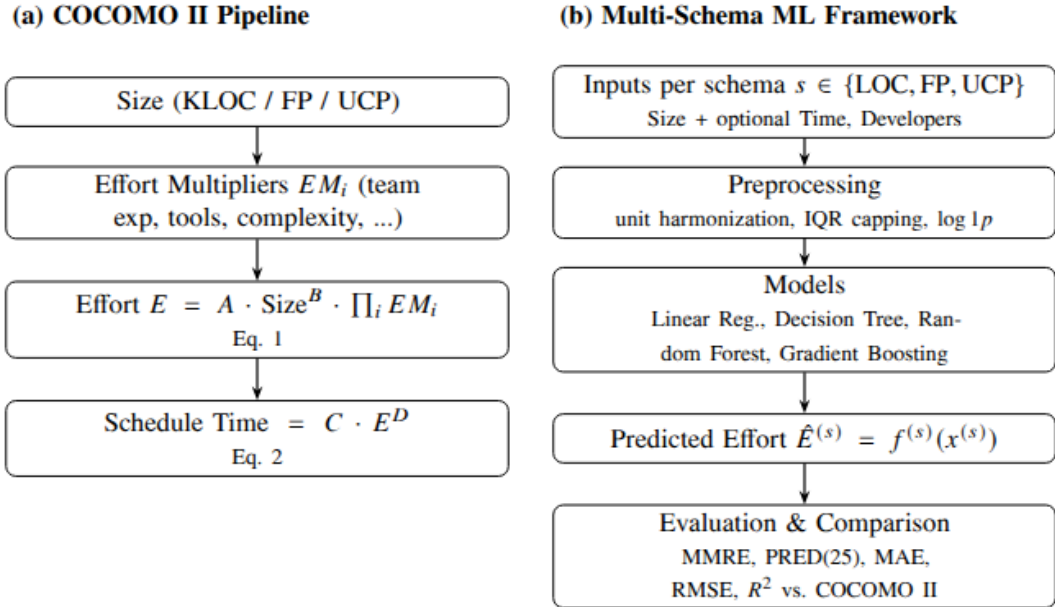 (a) COCOMO II Pipeline
Size (KLOC / FP / UCP)
Effort Multipliers EMᵢ (team
exp, tools, complexity, ...)
Effort E = A · Sizeᴮ · ∏ᵢ EMᵢ
Eq. 1
Schedule Time = C · Eᴰ
Eq. 2
(b) Multi-Schema ML Framework
Inputs per schema s ∈ {LOC, FP, UCP}
Size + optional Time, Developers
Preprocessing
unit harmonization, IQR capping, log 1p
Models
Linear Reg., Decision Tree, Ran-
dom Forest, Gradient Boosting
Predicted Effort Ê⁽ˢ⁾ = f⁽ˢ⁾(x⁽ˢ⁾)
Evaluation & Comparison
MMRE, PRED(25), MAE,
RMSE, R² vs. COCOMO II